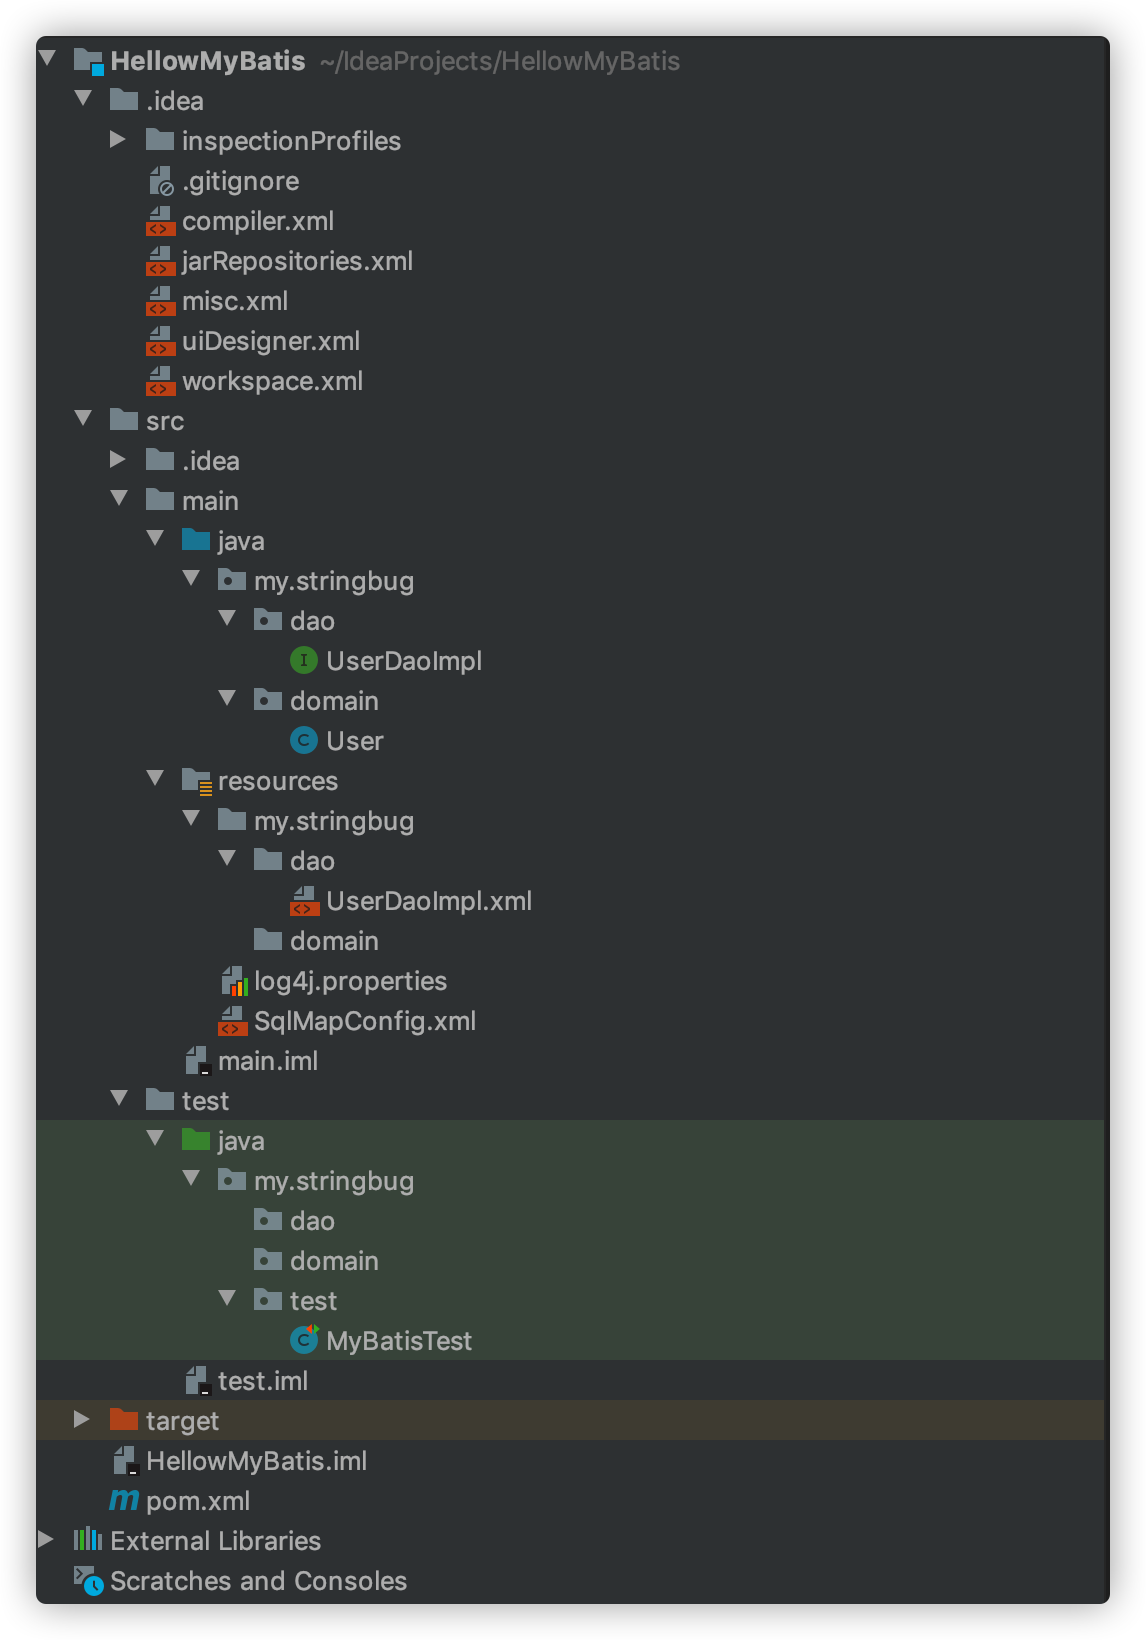 HellowMyBatis ~/IdeaProjects/HellowMyBatis
.idea
inspectionProfiles
.gitignore
compiler.xml
jarRepositories.xml
misc.xml
uiDesigner.xml
workspace.xml
src
.idea
main
java
my.stringbug
dao
UserDaoImpl
domain
User
resources
my.stringbug
dao
UserDaoImpl.xml
domain
log4j.properties
SqlMapConfig.xml
main.iml
test
java
my.stringbug
dao
domain
test
MyBatisTest
test.iml
target
HellowMyBatis.iml
pom.xml
External Libraries
Scratches and Consoles